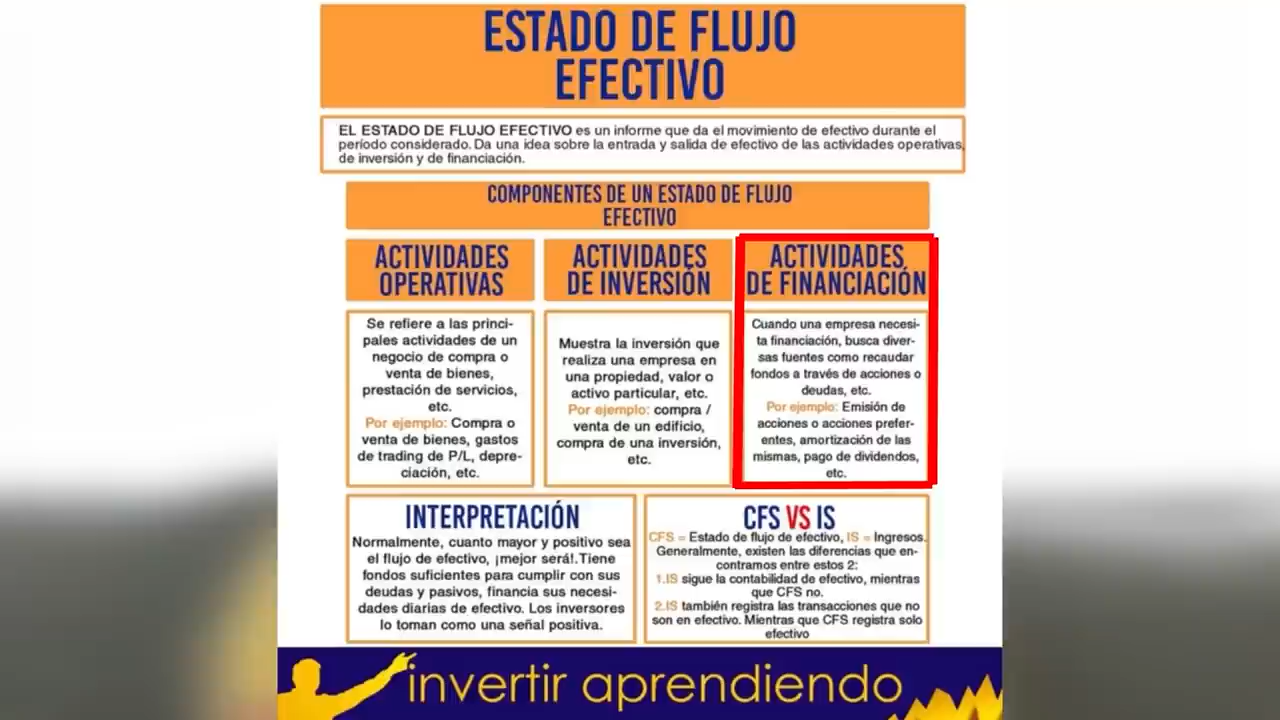 ESTADO DE FLUJO
EFECTIVO
EL ESTADO DE FLUJO EFECTIVO es un informe que da el movimiento de efectivo durante el
período considerado. Da una idea sobre la entrada y salida de efectivo de las actividades operativas,
de inversión y de financiación.
COMPONENTES DE UN ESTADO DE FLUJO
EFECTIVO
ACTIVIDADES
OPERATIVAS
Se refiere a las princi-
pales actividades de un
negocio de compra o
venta de bienes,
prestación de servicios,
etc.
Por ejemplo: Compra o
venta de bienes, gastos
de trading de P/L, depre-
ciación, etc.
ACTIVIDADES
DE INVERSIÓN
Muestra la inversión que
realiza una empresa en
una propiedad, valor o
activo particular, etc.
Por ejemplo: compra /
venta de un edificio,
compra de una inversión,
etc.
ACTIVIDADES
DE FINANCIACIÓN
Cuando una empresa necesi-
ta financiación, busca diver-
sas fuentes como recaudar
fondos a través de acciones o
deudas, etc.
Por ejemplo: Emisión de
acciones o acciones prefer-
entes, amortización de las
mismas, pago de dividendos,
etc.
INTERPRETACIÓN
Normalmente, cuanto mayor y positivo sea
el flujo de efectivo, ¡mejor será!.Tiene
fondos suficientes para cumplir con sus
deudas y pasivos, financia sus necesi-
dades diarias de efectivo. Los inversores
lo toman como una señal positiva.
CFS VS IS
CFS = Estado de flujo de efectivo, IS = Ingresos.
Generalmente, existen las diferencias que en-
contramos entre estos 2:
1.IS sigue la contabilidad de efectivo, mientras
que CFS no.
2.IS también registra las transacciones que no
son en efectivo. Mientras que CFS registra solo
efectivo
invertir aprendiendo